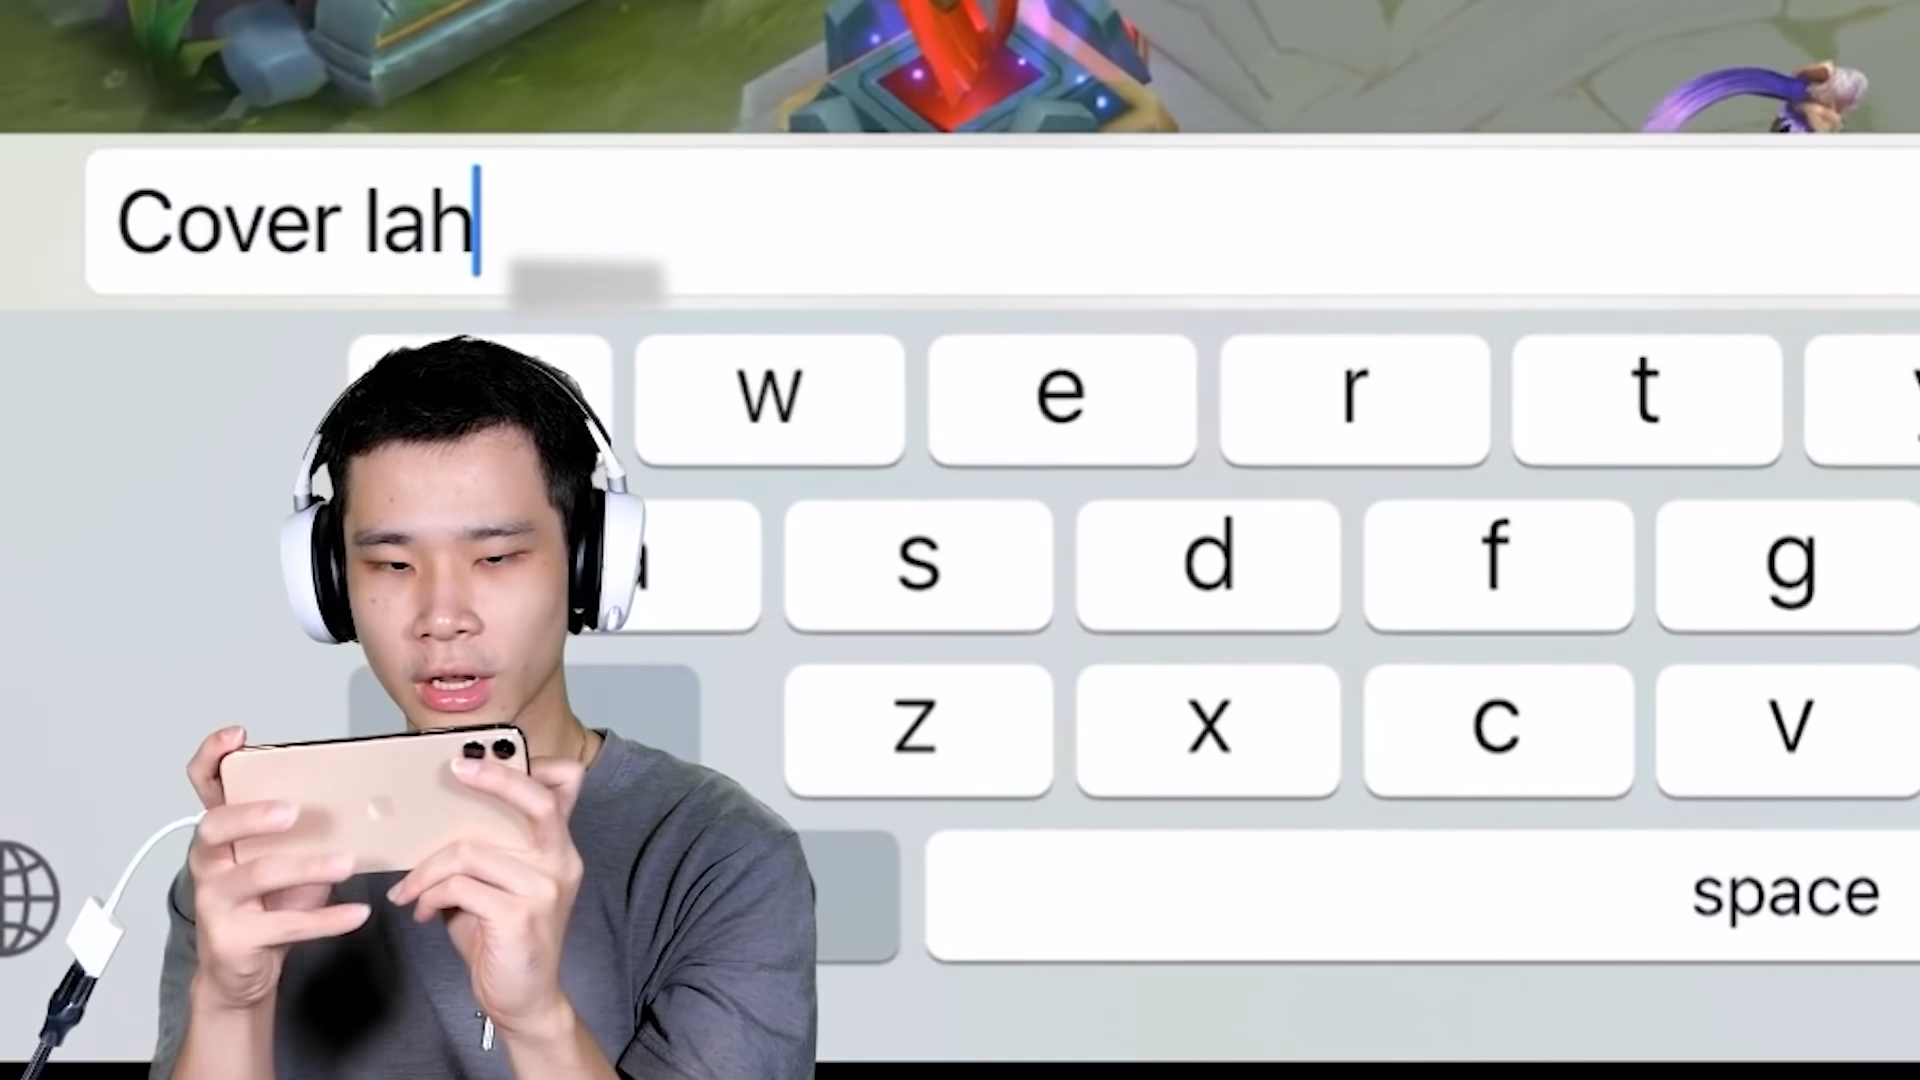 Cover lah
w e r t
s d f g
z x c v
space